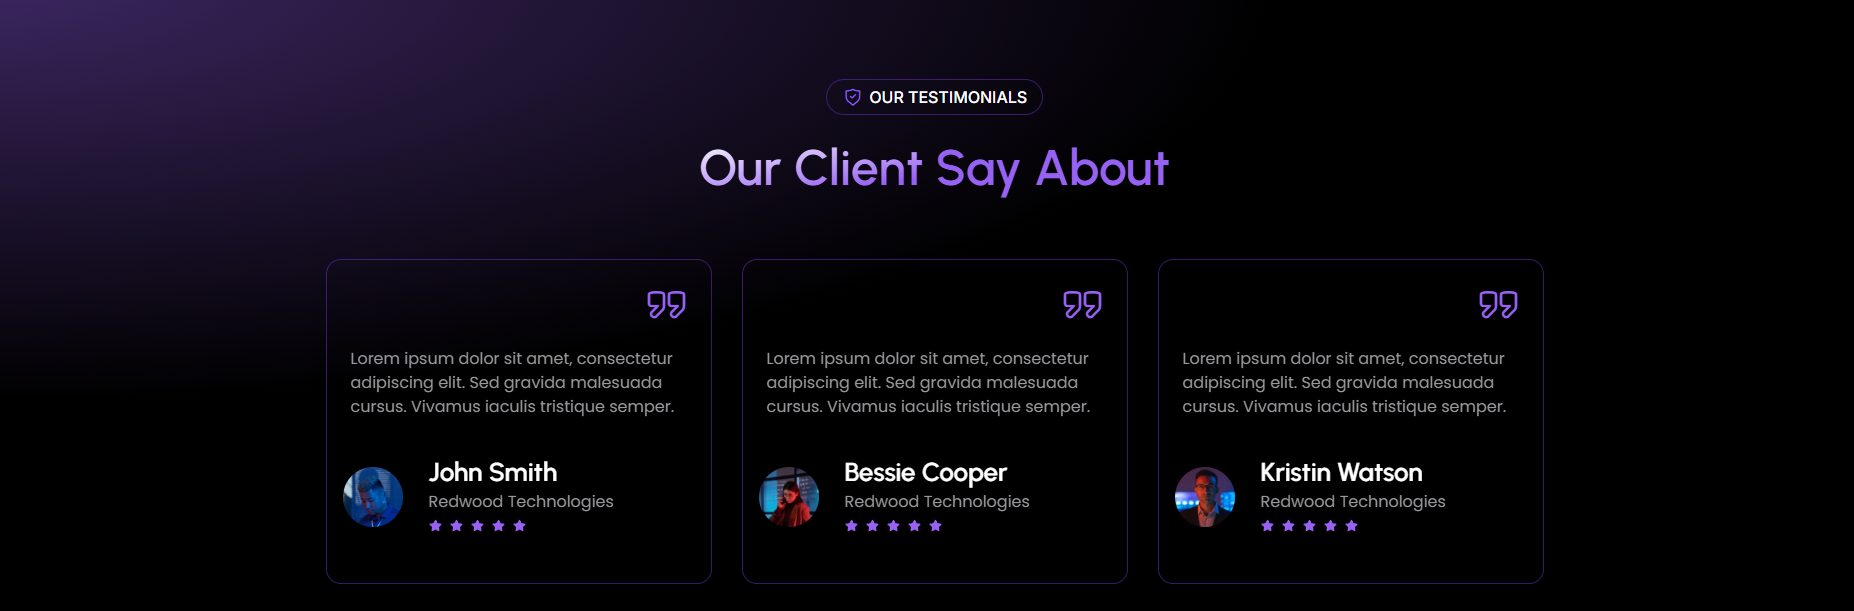 OUR TESTIMONIALS
Our Client Say About
Lorem ipsum dolor sit amet, consectetur
adipiscing elit. Sed gravida malesuada
cursus. Vivamus iaculis tristique semper.
John Smith
Redwood Technologies
Lorem ipsum dolor sit amet, consectetur
adipiscing elit. Sed gravida malesuada
cursus. Vivamus iaculis tristique semper.
Bessie Cooper
Redwood Technologies
Lorem ipsum dolor sit amet, consectetur
adipiscing elit. Sed gravida malesuada
cursus. Vivamus iaculis tristique semper.
Kristin Watson
Redwood Technologies